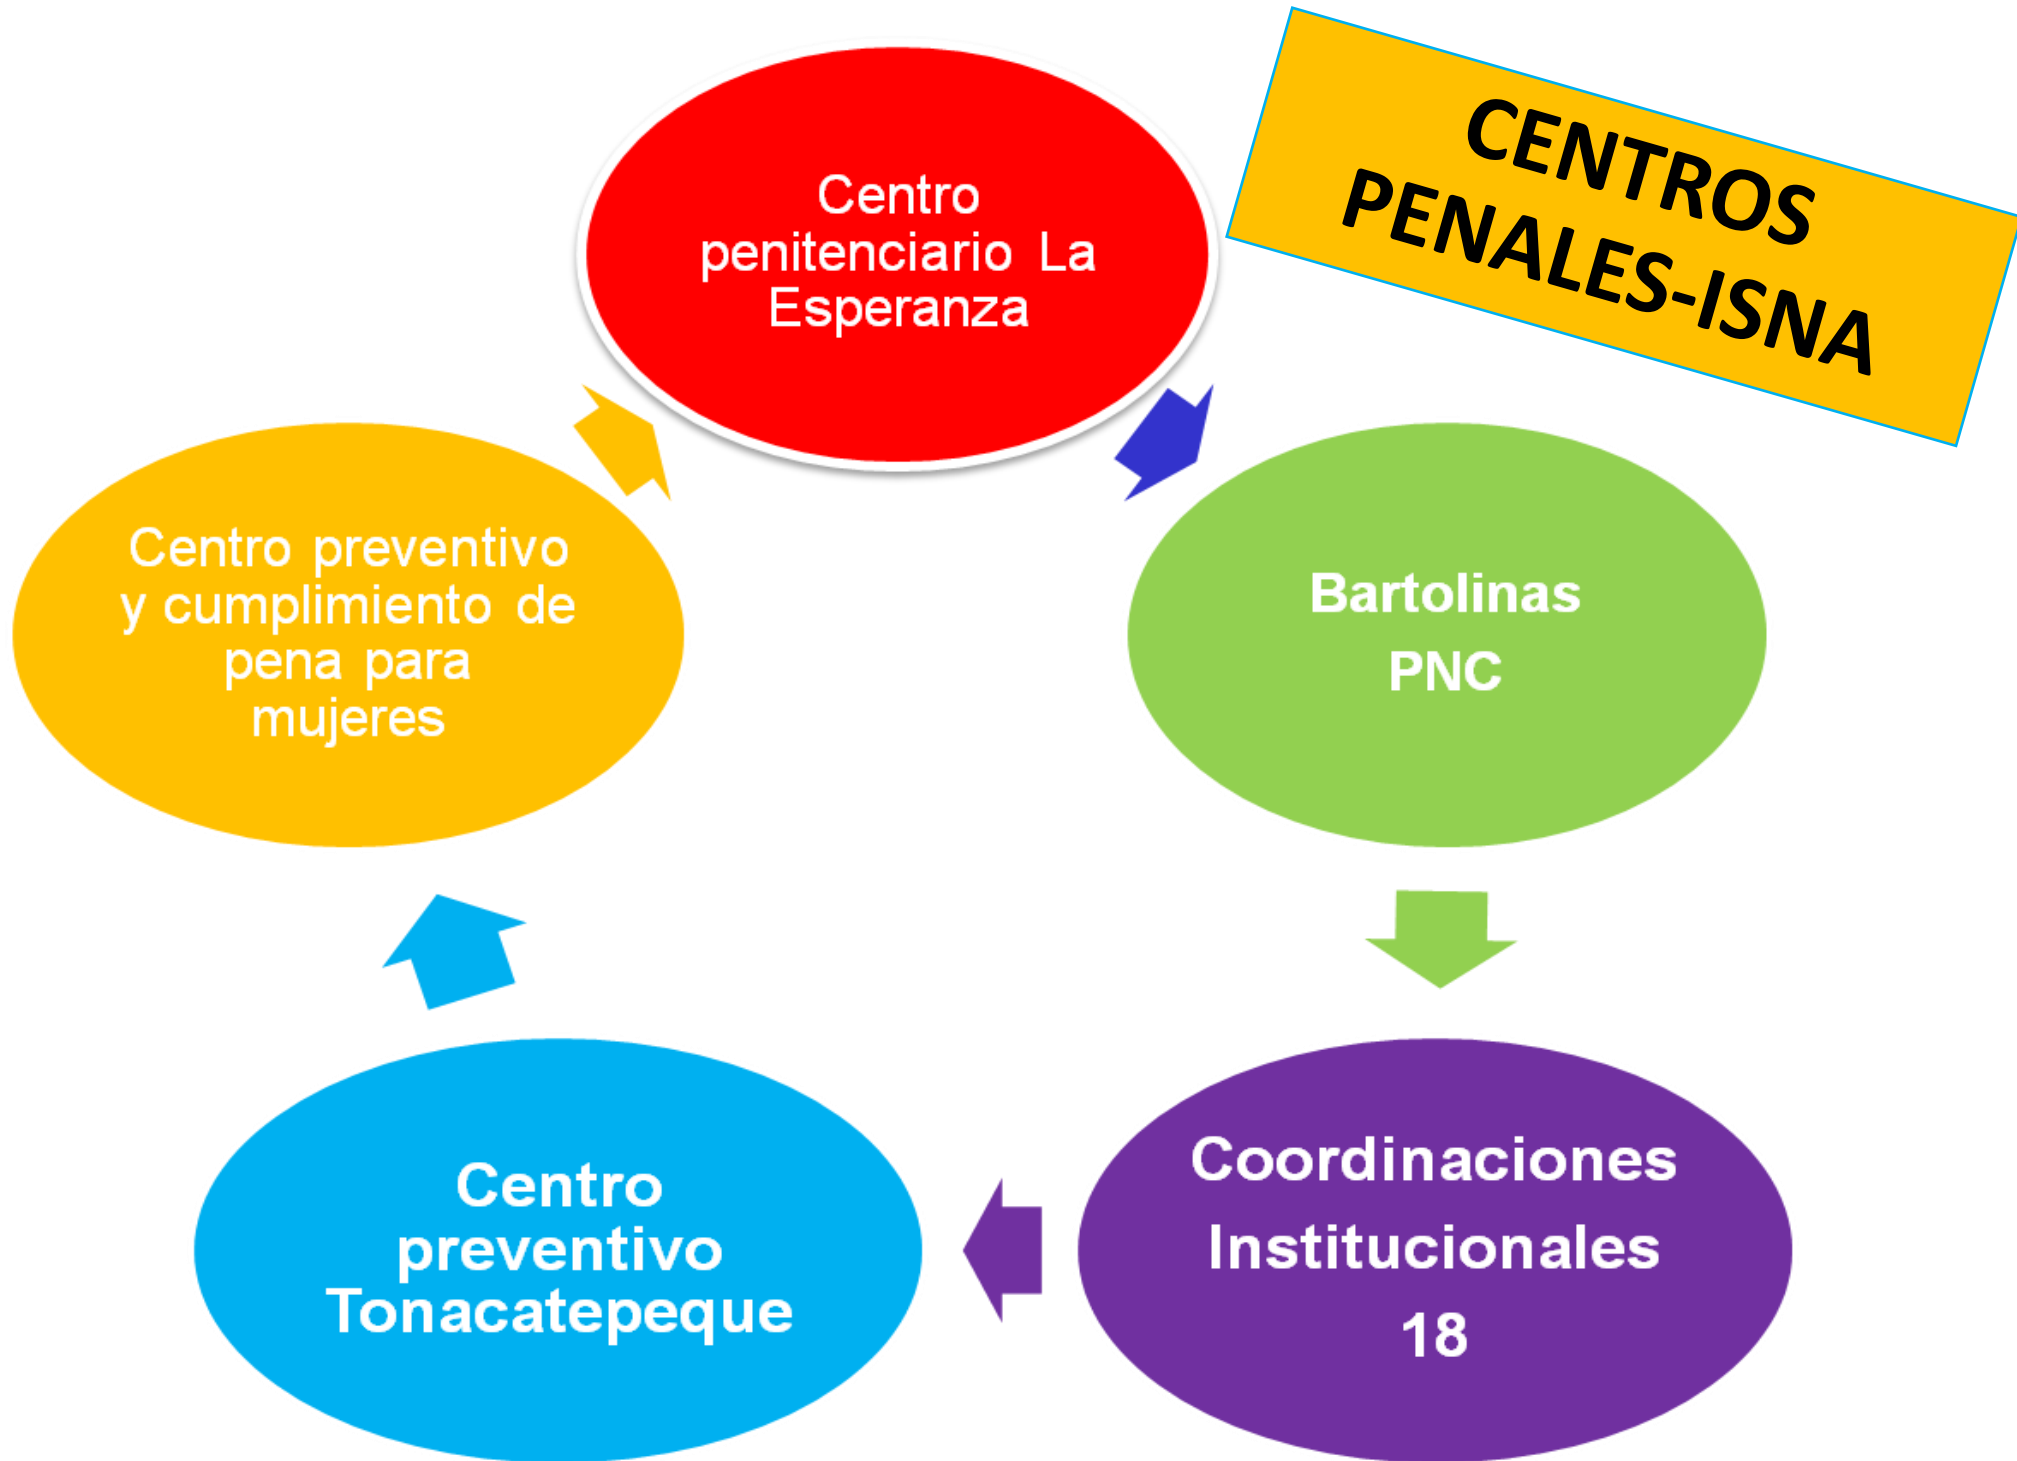 CENTROS
PENALES-ISNA
Centro
penitenciario La
Esperanza
Bartolinas
PNC
Coordinaciones
Institucionales
18
Centro
preventivo
Tonacatepeque
Centro preventivo
y cumplimiento de
pena para
mujeres